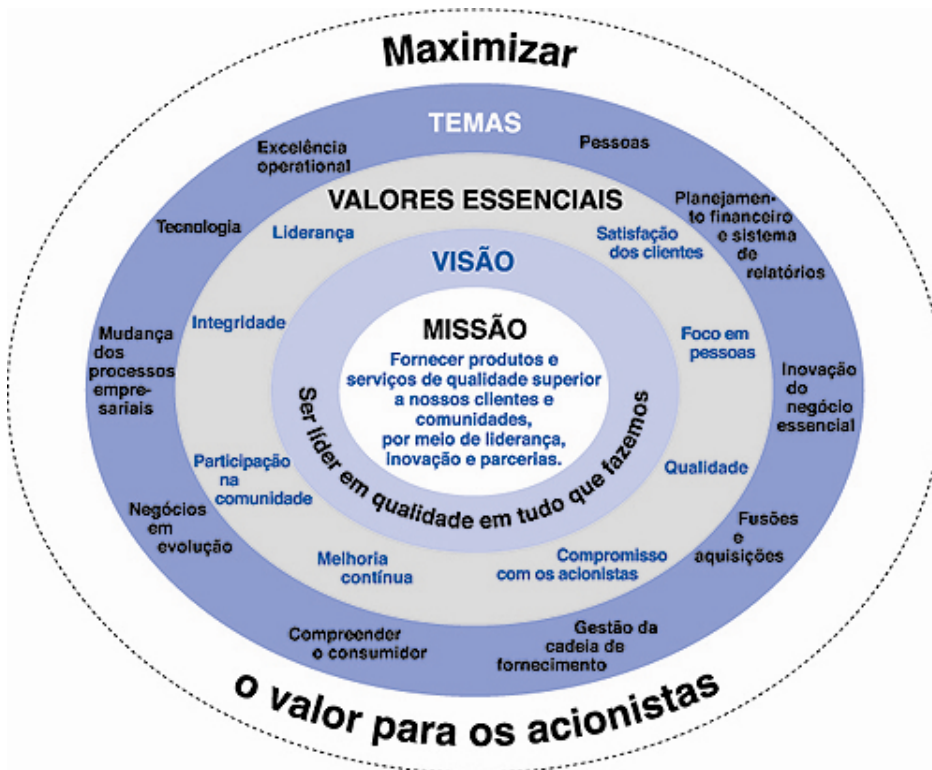 Maximizar
TEMAS
Excelência
operacional
Pessoas
Tecnologia
Planejamen-
to financeiro
e sistema
de
relatórios
Mudança
dos
processos
empre-
sariais
Inovação
do
negócio
essencial
Negócios
em
evolução
Fusões
e
aquisições
Compreender
o consumidor
Gestão da
cadeia de
fornecimento
VALORES ESSENCIAIS
Liderança
Satisfação
dos clientes
Integridade
Foco em
pessoas
Participação
na
comunidade
Qualidade
Melhoria
contínua
Compromisso
com os acionistas
VISÃO
Ser líder em qualidade em tudo que fazemos
MISSÃO
Fornecer produtos e
serviços de qualidade superior
a nossos clientes e
comunidades,
por meio de liderança,
inovação e parcerias.
o valor para os acionistas